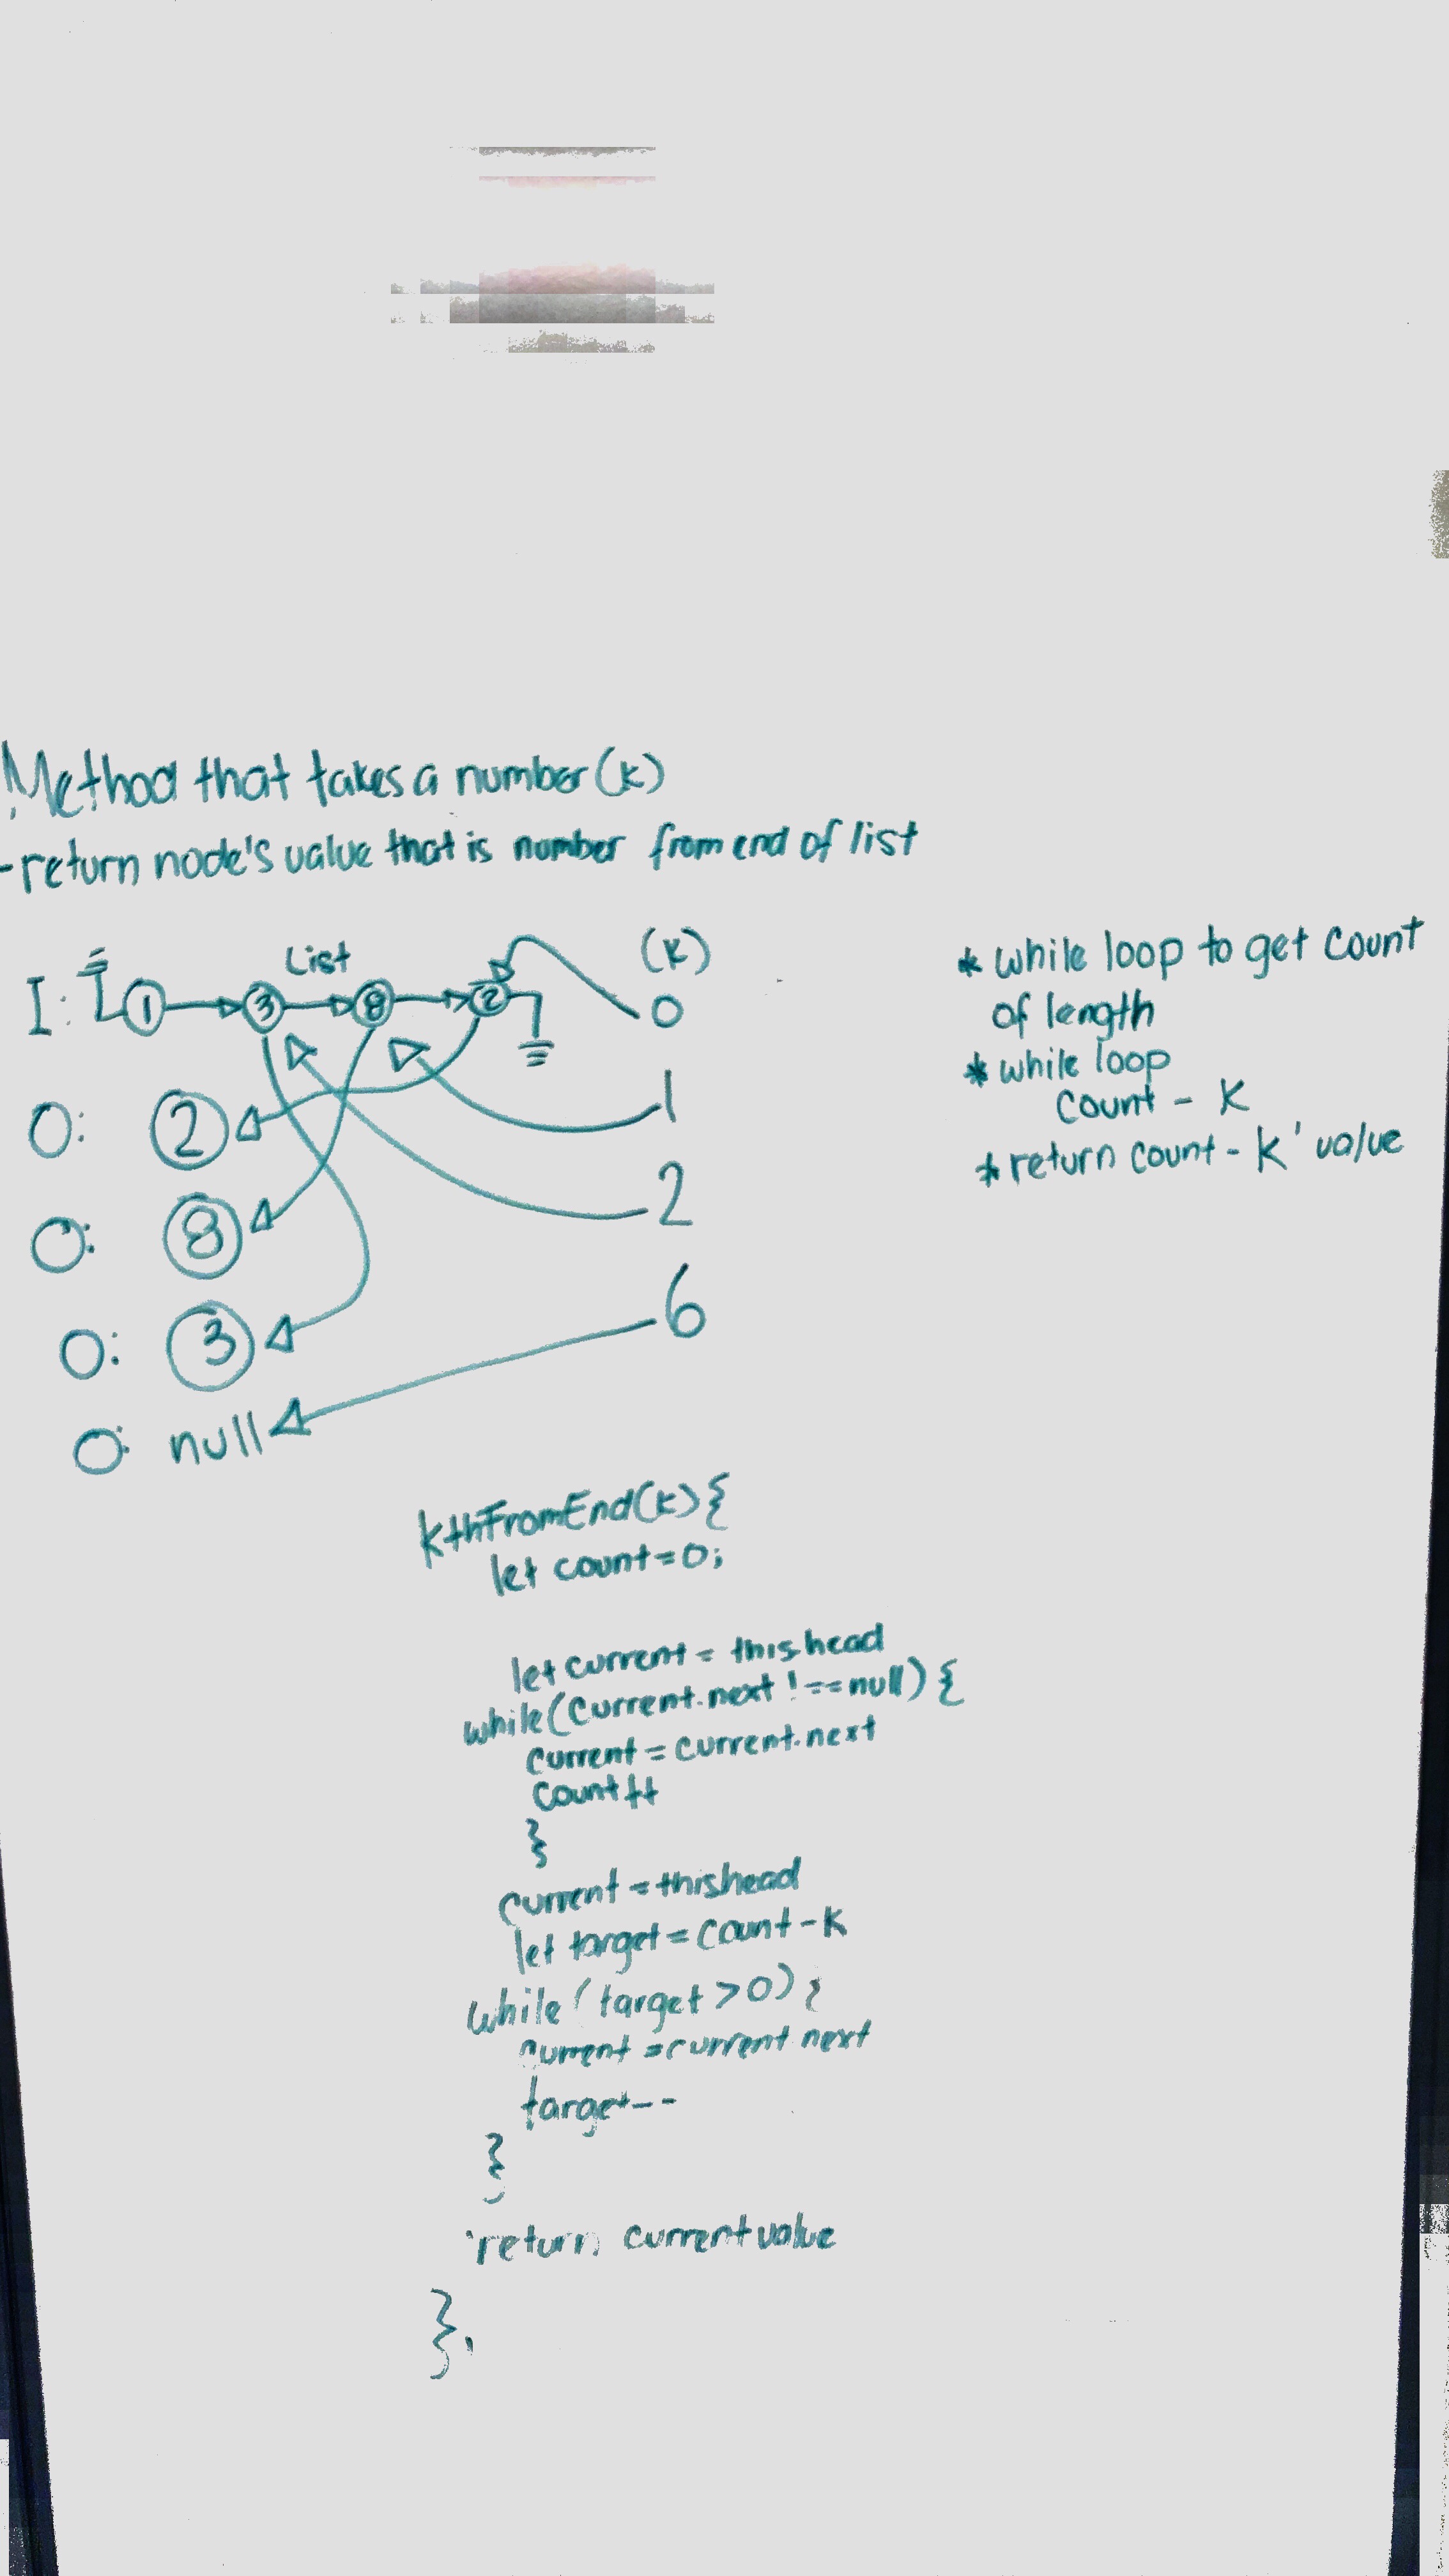 Method that takes a number (k)
- return node's value that is number from end of list
List
(k)
I: 1 3 8 2
0
O: 2
1
O: 8
2
O: 3
6
O: null
* while loop to get count
of length
* while loop
count - k
* return count - k' value
kthFromEnd(k){
let count=0;
let current = this.head
while(current.next !== null) {
current = current.next
count++
}
current = this.head
let target = count - k
while (target > 0) {
current = current.next
target--
}
return current value
},